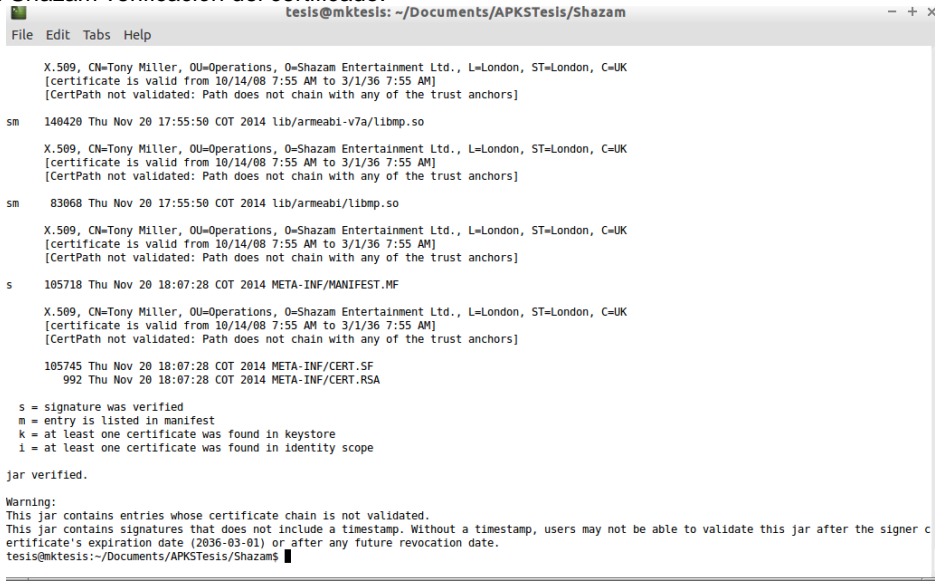 Shazam verificación del certificado.
tesis@mktesis: ~/Documents/APKSTesis/Shazam
File Edit Tabs Help
X.509, CN=Tony Miller, OU=Operations, O=Shazam Entertainment Ltd., L=London, ST=London, C=UK
[certificate is valid from 10/14/08 7:55 AM to 3/1/36 7:55 AM]
[CertPath not validated: Path does not chain with any of the trust anchors]
sm 140420 Thu Nov 20 17:55:50 COT 2014 lib/armeabi-v7a/libmp.so
X.509, CN=Tony Miller, OU=Operations, O=Shazam Entertainment Ltd., L=London, ST=London, C=UK
[certificate is valid from 10/14/08 7:55 AM to 3/1/36 7:55 AM]
[CertPath not validated: Path does not chain with any of the trust anchors]
sm 83068 Thu Nov 20 17:55:50 COT 2014 lib/armeabi/libmp.so
X.509, CN=Tony Miller, OU=Operations, O=Shazam Entertainment Ltd., L=London, ST=London, C=UK
[certificate is valid from 10/14/08 7:55 AM to 3/1/36 7:55 AM]
[CertPath not validated: Path does not chain with any of the trust anchors]
s 105718 Thu Nov 20 18:07:28 COT 2014 META-INF/MANIFEST.MF
X.509, CN=Tony Miller, OU=Operations, O=Shazam Entertainment Ltd., L=London, ST=London, C=UK
[certificate is valid from 10/14/08 7:55 AM to 3/1/36 7:55 AM]
[CertPath not validated: Path does not chain with any of the trust anchors]
105745 Thu Nov 20 18:07:28 COT 2014 META-INF/CERT.SF
992 Thu Nov 20 18:07:28 COT 2014 META-INF/CERT.RSA
s = signature was verified
m = entry is listed in manifest
k = at least one certificate was found in keystore
i = at least one certificate was found in identity scope
jar verified.
Warning:
This jar contains entries whose certificate chain is not validated.
This jar contains signatures that does not include a timestamp. Without a timestamp, users may not be able to validate this jar after the signer c
ertificate's expiration date (2036-03-01) or after any future revocation date.
tesis@mktesis:~/Documents/APKSTesis/Shazam$